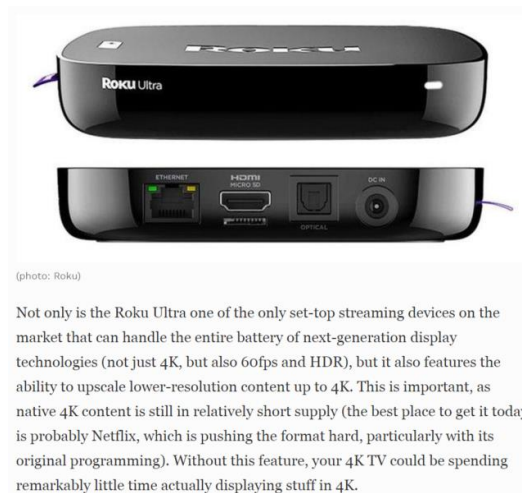 ROKU
ROKU Ultra
ETHERNET
HDMI
MICRO SD
OPTICAL
DC IN
(photo: Roku)
Not only is the Roku Ultra one of the only set-top streaming devices on the
market that can handle the entire battery of next-generation display
technologies (not just 4K, but also 60fps and HDR), but it also features the
ability to upscale lower-resolution content up to 4K. This is important, as
native 4K content is still in relatively short supply (the best place to get it toda
is probably Netflix, which is pushing the format hard, particularly with its
original programming). Without this feature, your 4K TV could be spending
remarkably little time actually displaying stuff in 4K.